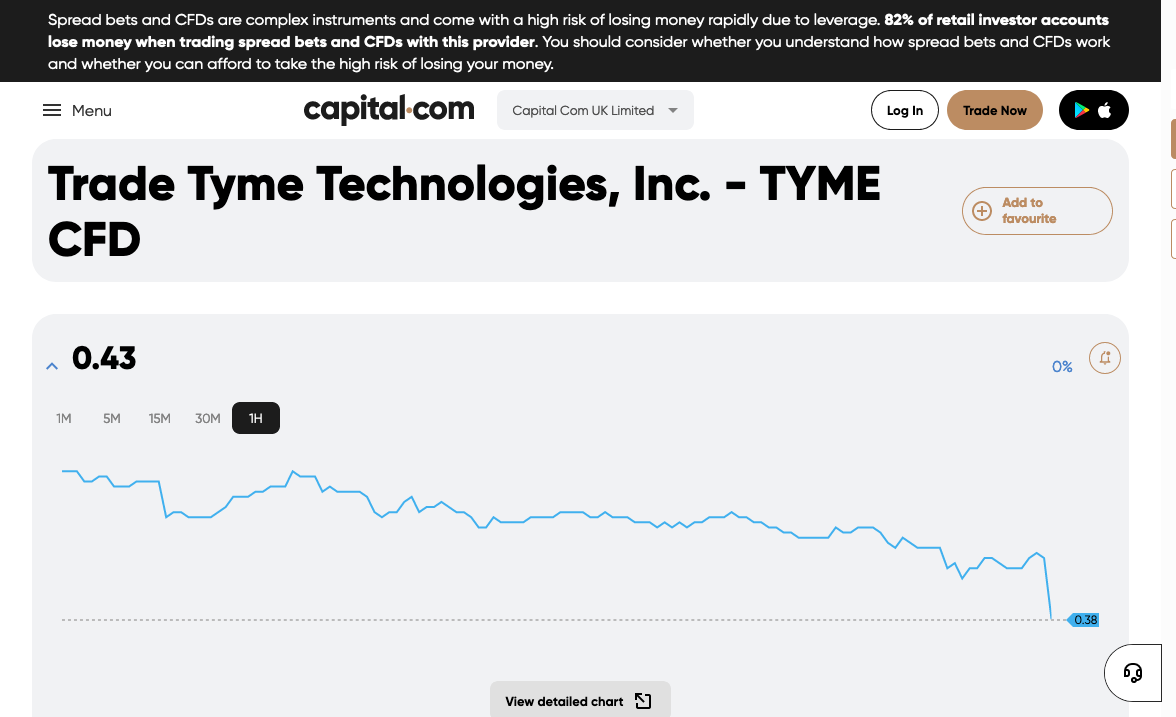 Spread bets and CFDs are complex instruments and come with a high risk of losing money rapidly due to leverage. 82% of retail investor accounts
lose money when trading spread bets and CFDs with this provider. You should consider whether you understand how spread bets and CFDs work
and whether you can afford to take the high risk of losing your money.
Menu
capital.com
Capital Com UK Limited
Log In
Trade Now
Trade Tyme Technologies, Inc. - TYME
CFD
Add to
favourite
0.43
0%
1M 5M 15M 30M 1H
0.38
View detailed chart